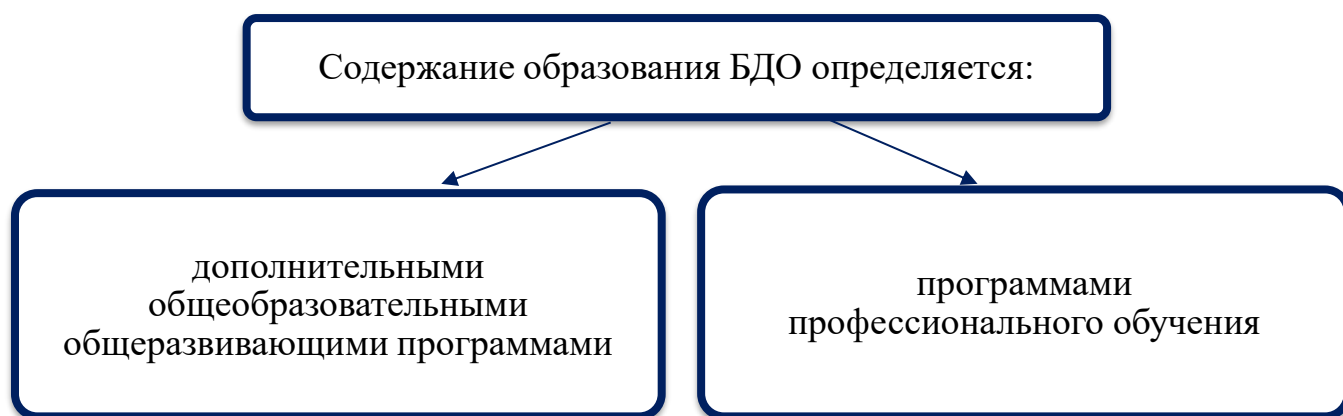 Содержание образования БДО определяется:
дополнительными
общеобразовательными
общеразвивающими программами
программами
профессионального обучения